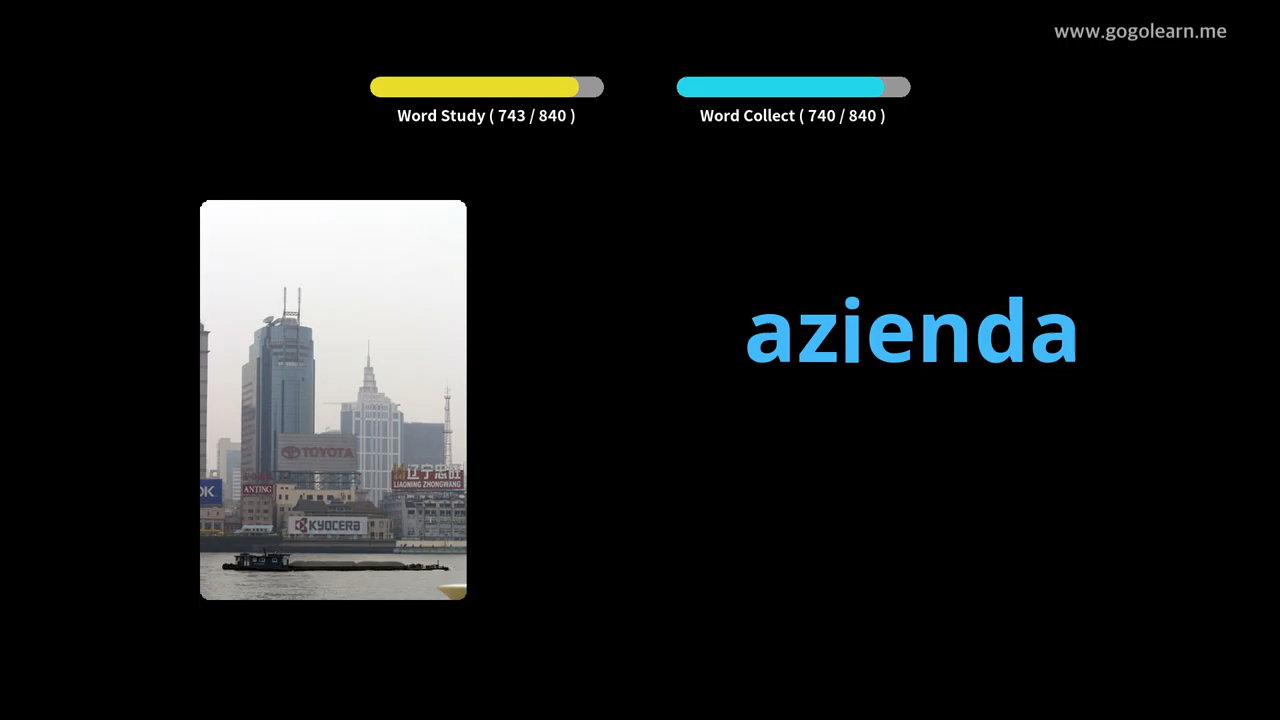 www.gogolearn.me
Word Study ( 743 / 840 )
Word Collect ( 740 / 840 )
azienda
TOYOTA
辽宁忠旺
LIAONING ZHONGWANG
OK
ANTING
KYOCERA